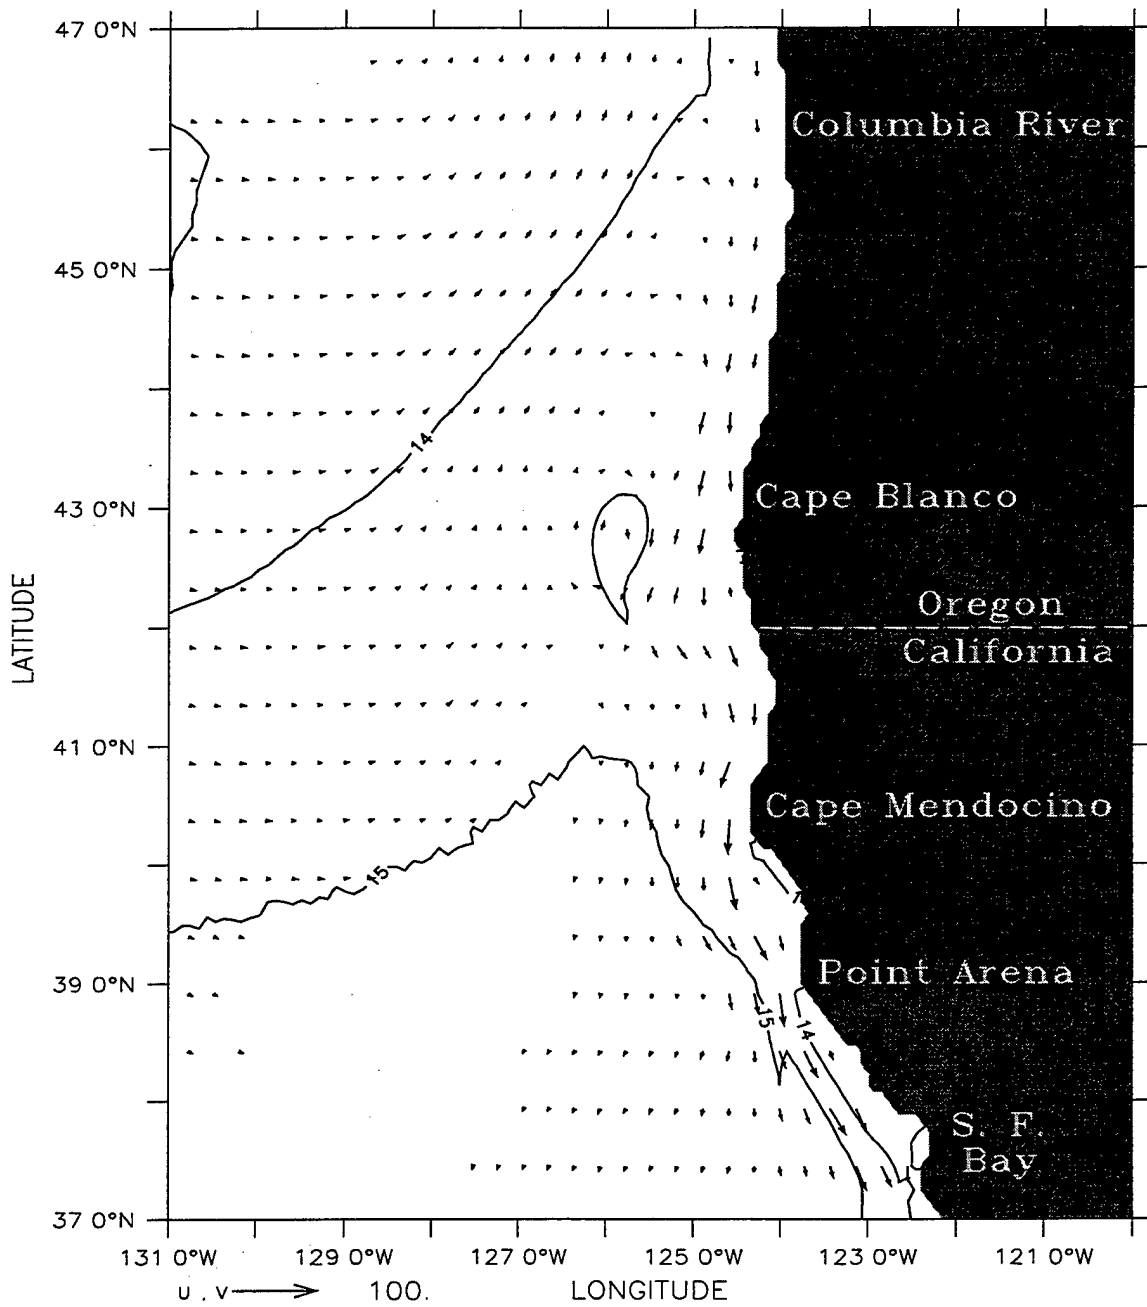 47 0°N
Columbia River
45 0°N
14
43 0°N
Cape Blanco
LATITUDE
Oregon
California
41 0°N
Cape Mendocino
15
39 0°N
Point Arena
15
14
S. F.
Bay
37 0°N
131 0°W 129 0°W 127 0°W 125 0°W 123 0°W 121 0°W
u , v 100. LONGITUDE